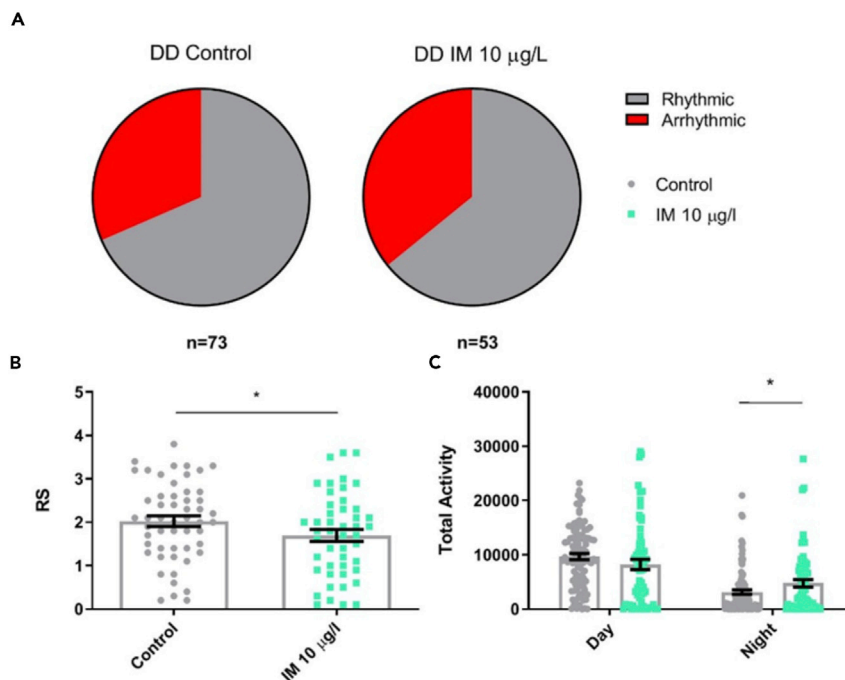 A
DD Control
DD IM 10 μg/L
Rhythmic
Arrhythmic
Control
IM 10 μg/l
n=73
n=53
B
RS
5
4
3
2
1
0
*
Control
IM 10 μg/l
C
Total Activity
40000
30000
20000
10000
0
*
Day
Night